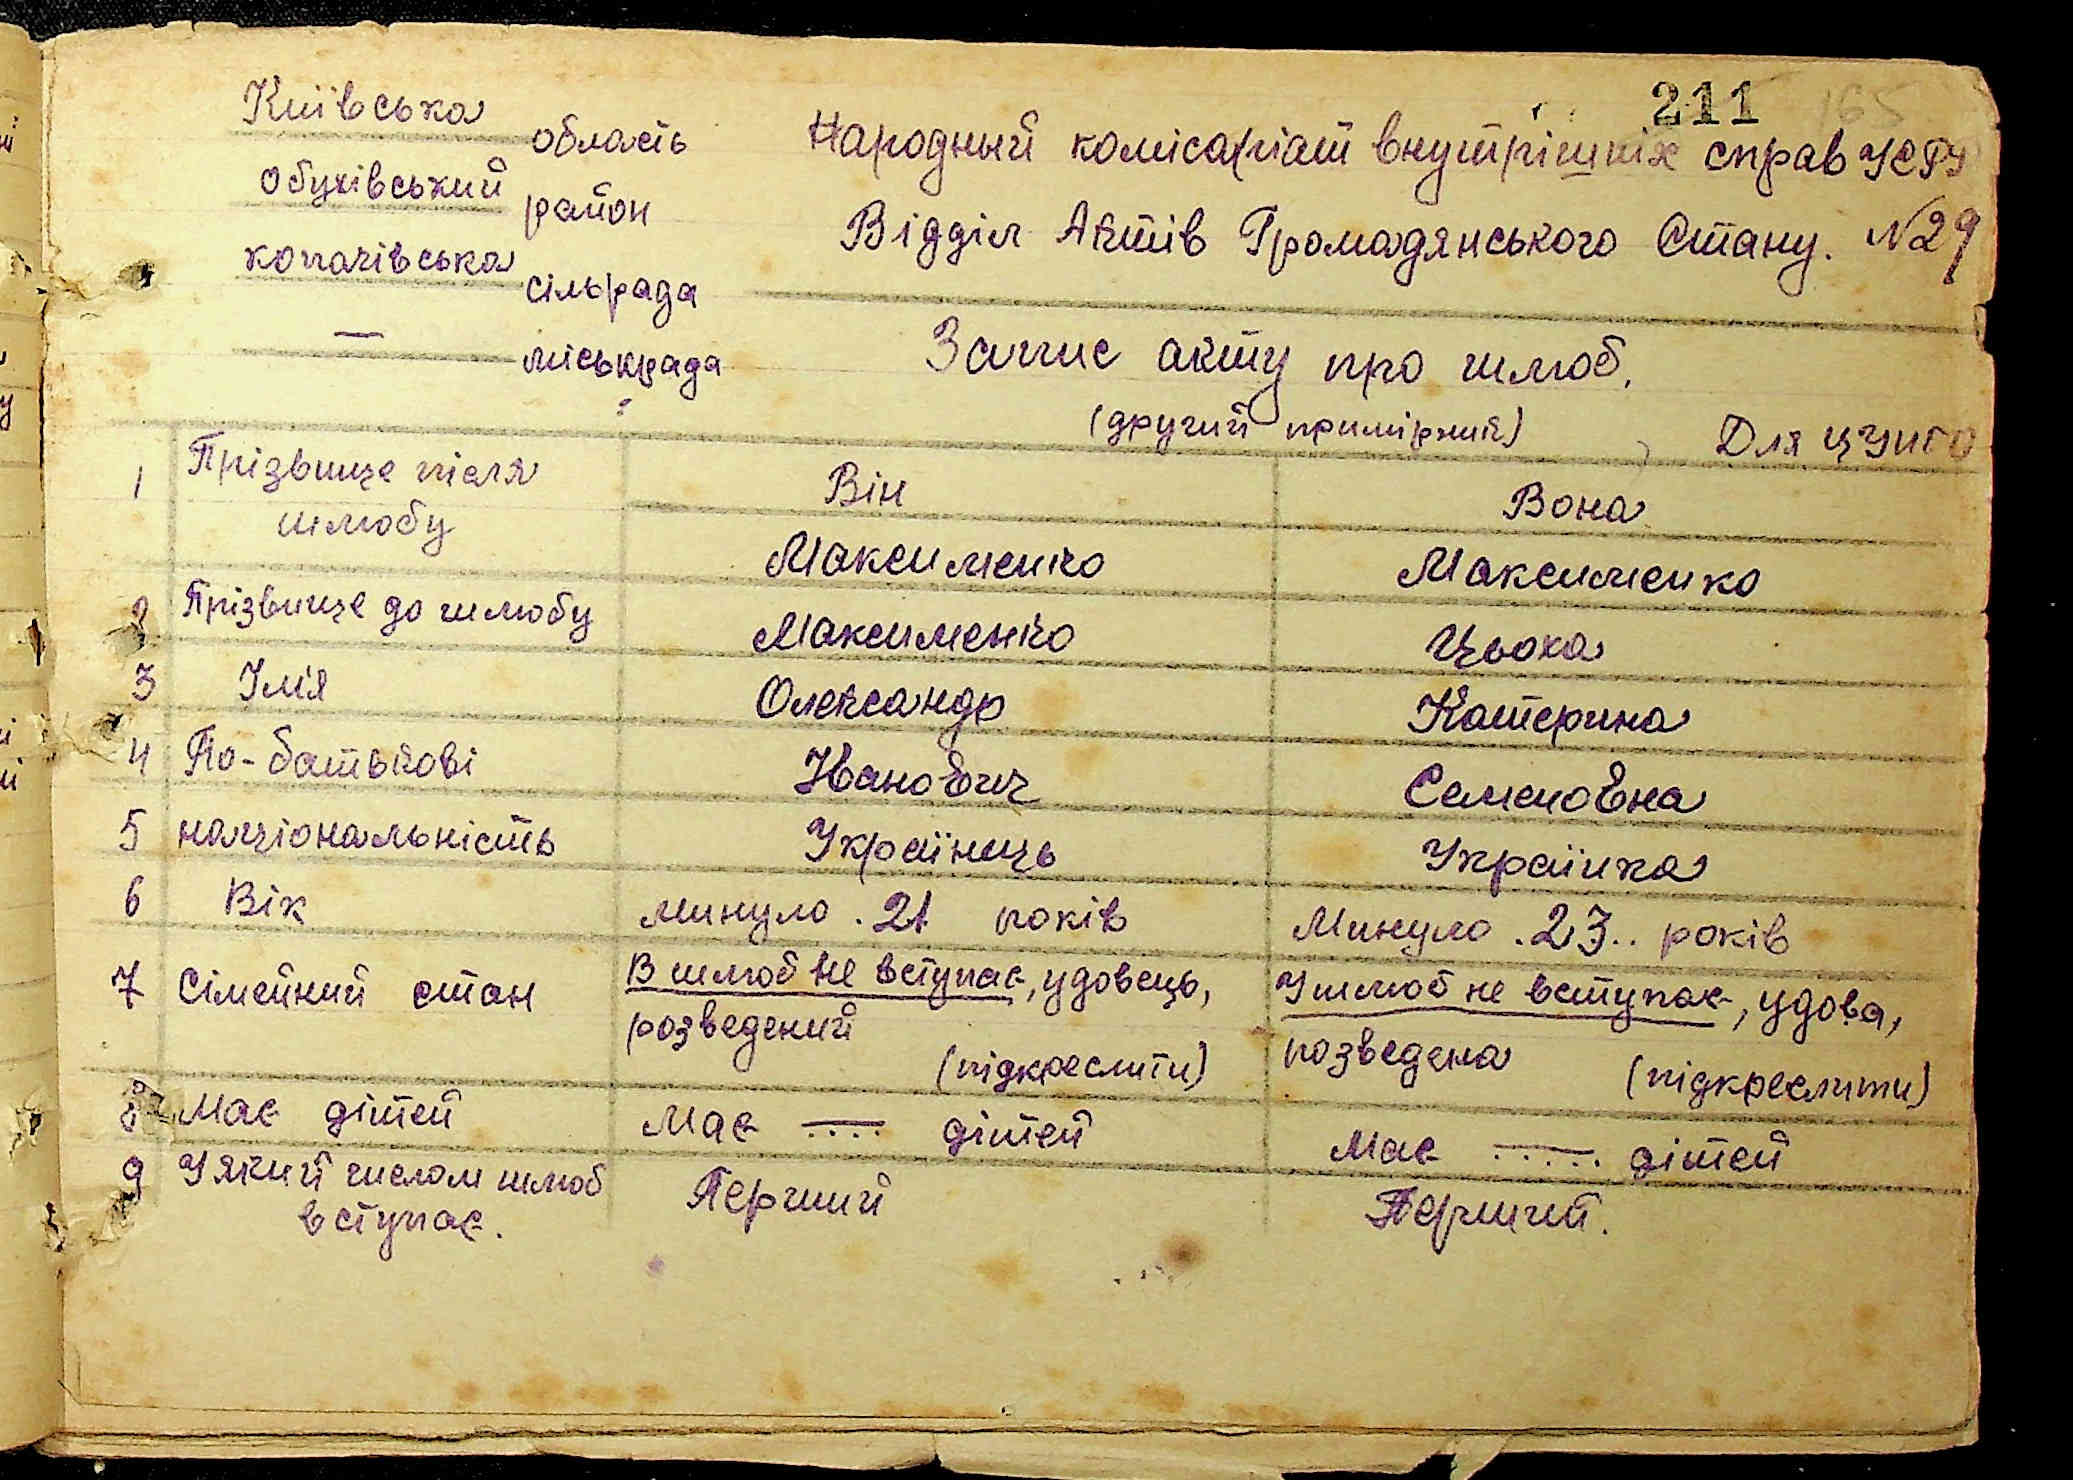 211 165
Київська область
Народный комісаріат внутрішніх справ УСРР
обухівський район
Відділ Актів Громадянського Стану. №29
копачівська сільрада
— міськрада
Запис акту про шлюб.
(другий примірник) Для ЦУНГО
1 Прізвище після шлюбу
Він Вона
Максименко Максименко
2 Прізвище до шлюбу Максименко Цьоха
3 Ім'я Олександр Катерина
4 По-батькові Іванович Семеновна
5 національність Українець Українка
6 Вік минуло . 21 років Минуло . 23.. років
7 Сімейний стан В шлюб не вступає, удовець, У шлюб не вступає, удова,
розведений розведена
(підкреслити) (підкреслити)
8 Має дітей Має — .... дітей Має — ..... дітей
9 У який числом шлюб Перший Перший.
вступає.